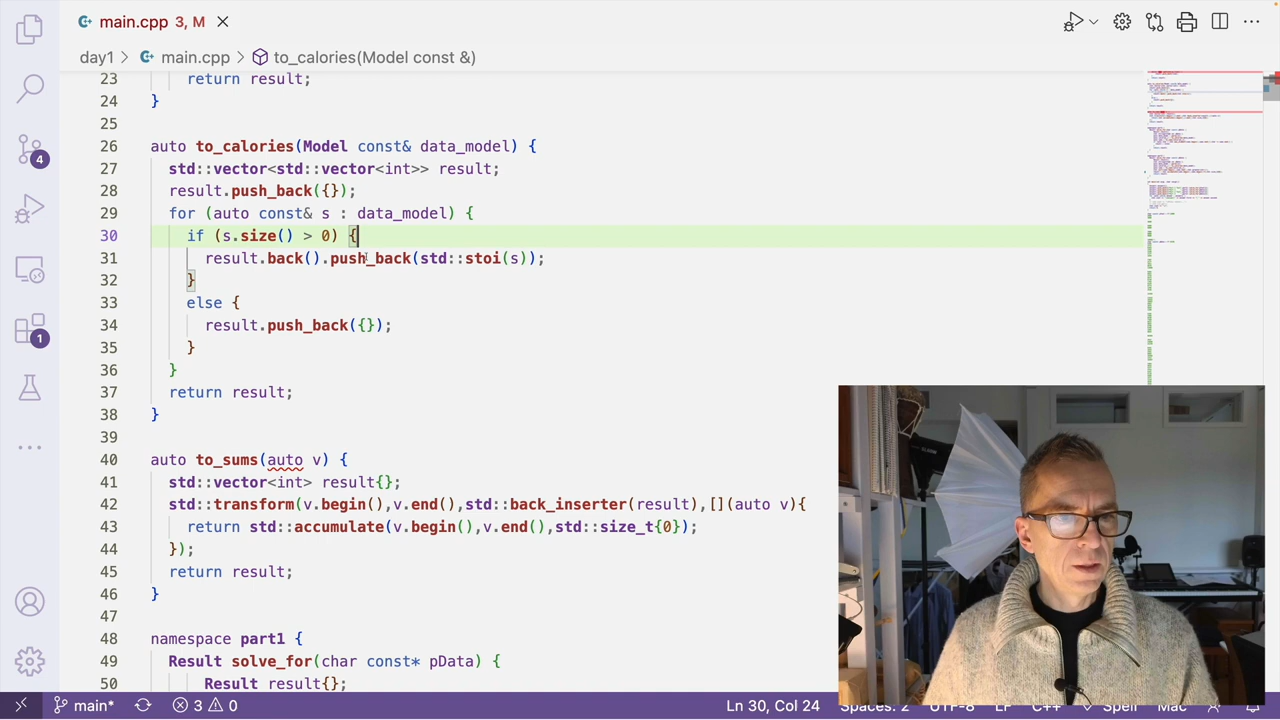 main.cpp 3, M
day1 main.cpp to_calories(Model const &)
23 return result;
24 }
25
26 auto to_calories(Model const& data_model) {
27 std::vector<std::vector<int>> result;
28 result.push_back({});
29 for (auto const& s : data_model) {
30 if (s.size() > 0) {
31 result.back().push_back(std::stoi(s));
32 }
33 else {
34 result.push_back({});
35 }
36 }
37 return result;
38 }
39
40 auto to_sums(auto v) {
41 std::vector<int> result{};
42 std::transform(v.begin(),v.end(),std::back_inserter(result),[](auto v){
43 return std::accumulate(v.begin(),v.end(),std::size_t{0});
44 });
45 return result;
46 }
47
48 namespace part1 {
49 Result solve_for(char const* pData) {
50 Result result{};
4
1
main* 3 0 Ln 30, Col 24 Spaces: 2 UTF-8 LF C++ Spell Mac